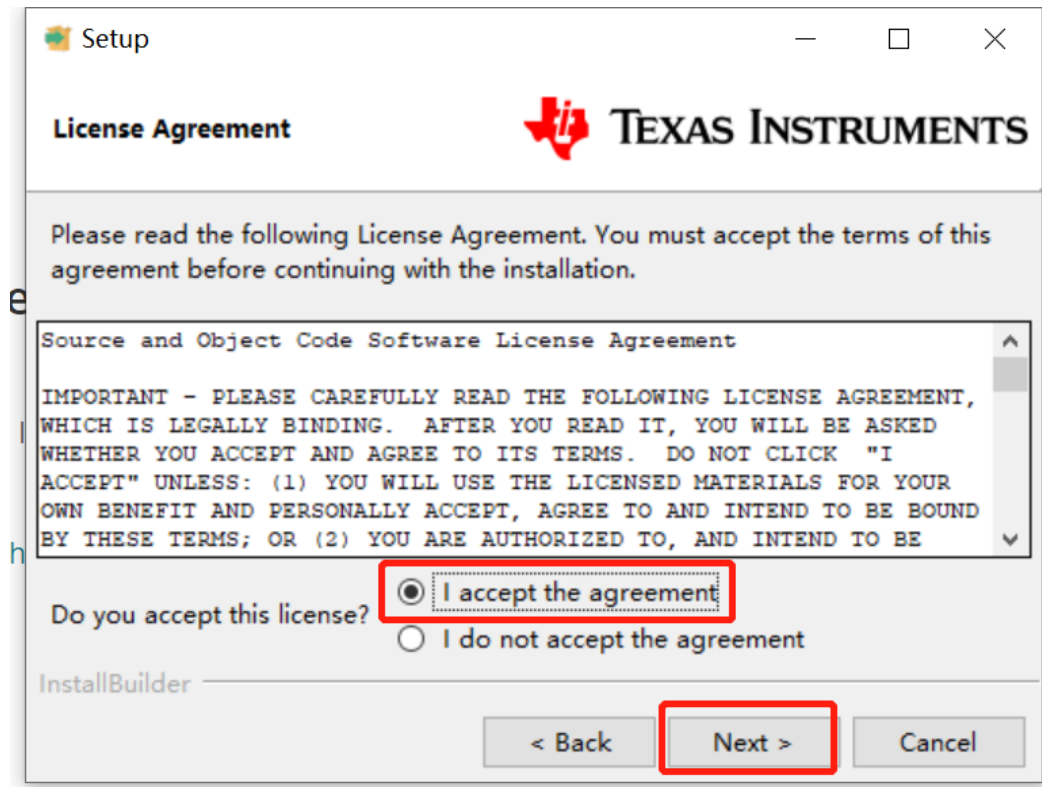 Setup
License Agreement
TEXAS INSTRUMENTS
Please read the following License Agreement. You must accept the terms of this
agreement before continuing with the installation.
e
Source and Object Code Software License Agreement
IMPORTANT - PLEASE CAREFULLY READ THE FOLLOWING LICENSE AGREEMENT,
WHICH IS LEGALLY BINDING.  AFTER YOU READ IT, YOU WILL BE ASKED
WHETHER YOU ACCEPT AND AGREE TO ITS TERMS.  DO NOT CLICK  "I
ACCEPT" UNLESS: (1) YOU WILL USE THE LICENSED MATERIALS FOR YOUR
OWN BENEFIT AND PERSONALLY ACCEPT, AGREE TO AND INTEND TO BE BOUND
BY THESE TERMS; OR (2) YOU ARE AUTHORIZED TO, AND INTEND TO BE
h
I accept the agreement
Do you accept this license?
I do not accept the agreement
InstallBuilder
< Back
Next >
Cancel